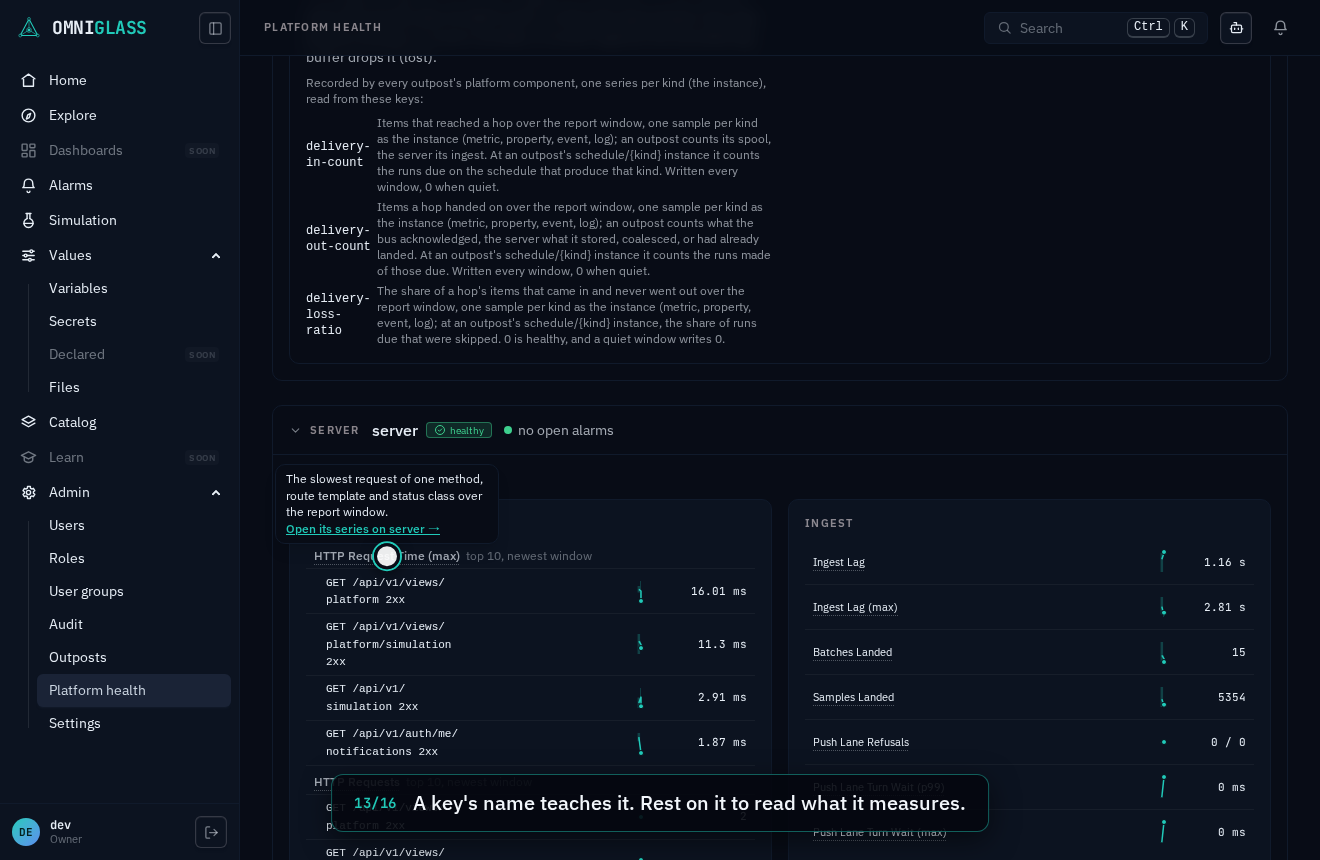 OMNIGLASS
PLATFORM HEALTH
Search
Ctrl
K
Home
Explore
Dashboards
SOON
Alarms
Simulation
Values
Variables
Secrets
Declared
SOON
Files
Catalog
Learn
SOON
Admin
Users
Roles
User groups
Audit
Outposts
Platform health
Settings
DE
dev
Owner
buffer drops it (lost).
Recorded by every outpost's platform component, one series per kind (the instance),
read from these keys:
delivery-
in-count
Items that reached a hop over the report window, one sample per kind
as the instance (metric, property, event, log); an outpost counts its spool,
the server its ingest. At an outpost's schedule/{kind} instance it counts
the runs due on the schedule that produce that kind. Written every
window, 0 when quiet.
delivery-
out-count
Items a hop handed on over the report window, one sample per kind as
the instance (metric, property, event, log); an outpost counts what the
bus acknowledged, the server what it stored, coalesced, or had already
landed. At an outpost's schedule/{kind} instance it counts the runs made
of those due. Written every window, 0 when quiet.
delivery-
loss-
ratio
The share of a hop's items that came in and never went out over the
report window, one sample per kind as the instance (metric, property,
event, log); at an outpost's schedule/{kind} instance, the share of runs
due that were skipped. 0 is healthy, and a quiet window writes 0.
SERVER
server
healthy
no open alarms
The slowest request of one method,
route template and status class over
the report window.
Open its series on server →
HTTP Requ Time (max) top 10, newest window
GET /api/v1/views/
platform 2xx
16.01 ms
GET /api/v1/views/
platform/simulation
2xx
11.3 ms
GET /api/v1/
simulation 2xx
2.91 ms
GET /api/v1/auth/me/
notifications 2xx
1.87 ms
HTTP Requests top 10, newest window
platform 2xx
2
GET /api/v1/views/
INGEST
Ingest Lag
1.16 s
Ingest Lag (max)
2.81 s
Batches Landed
15
Samples Landed
5354
Push Lane Refusals
0 / 0
Push Lane Turn Wait (p99)
0 ms
Push Lane Turn Wait (max)
0 ms
13/16
A key's name teaches it. Rest on it to read what it measures.